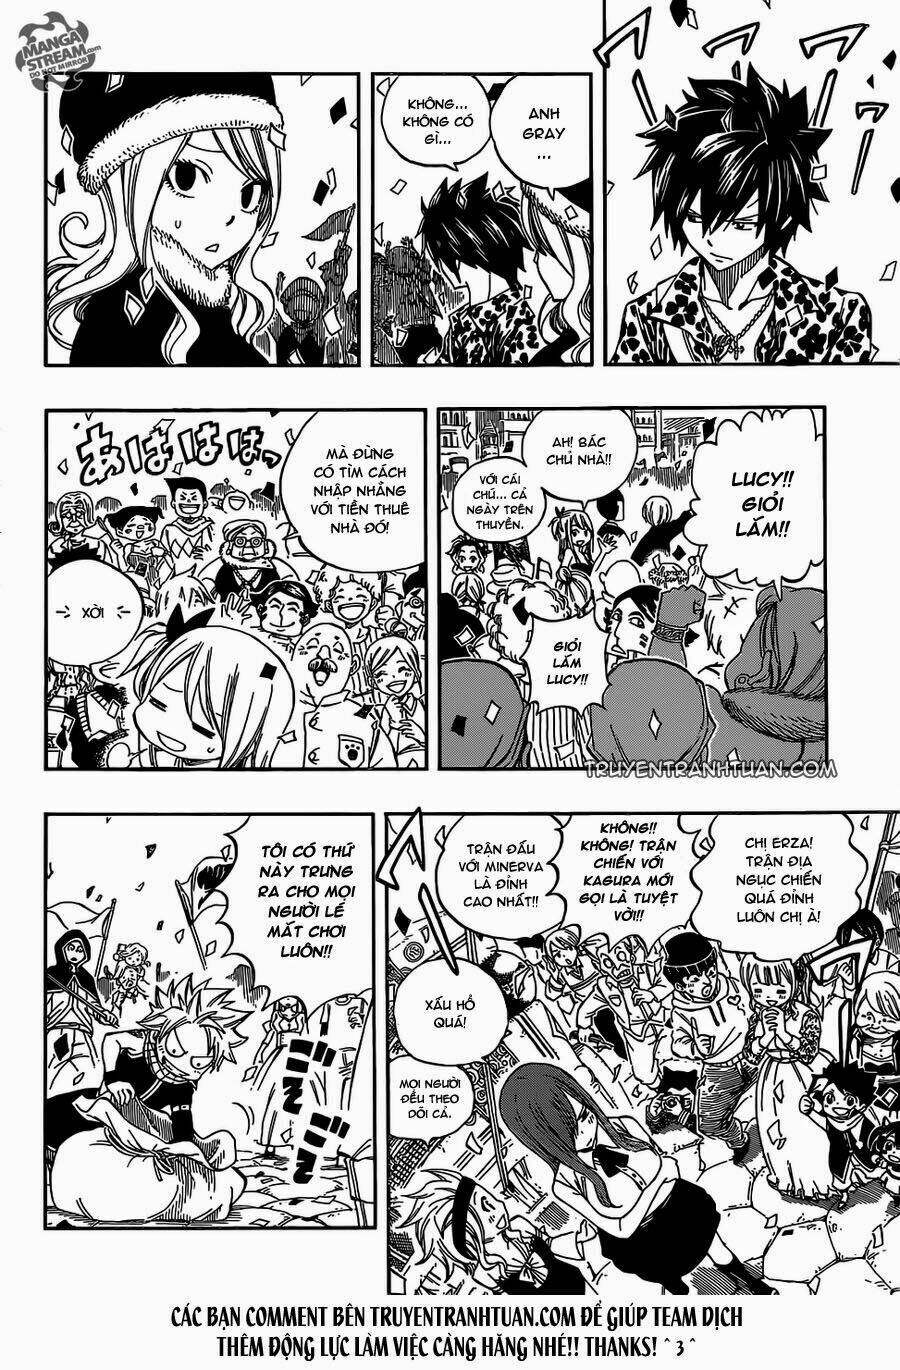 MANGA
STREAM.com
DO NOT MIRROR
ANH
GRAY
...
KHÔNG...
KHÔNG CÓ
GÌ...
LUCY!!
GIỎI
LẮM!!
AH! BÁC
CHỦ NHÀ!!
VỚI CÁI
CHÚ... CẢ
NGÀY TRÊN
THUYỀN.
GIỎI
LẮM
LUCY!!
TRUYENTRANHTUAN.COM
MÀ ĐỪNG
CÓ TÌM CÁCH
NHẬP NHẰNG
VỚI TIỀN THUÊ
NHÀ ĐÓ!
あはははっ
XỜI
CHỊ ERZA!
TRẬN ĐỊA
NGỤC CHIẾN
QUÁ ĐỈNH
LUÔN CHỊ À!
KHÔNG!!
KHÔNG! TRẬN
CHIẾN VỚI
KAGURA MỚI
GỌI LÀ TUYỆT
VỜI!!
TRẬN ĐẤU
VỚI MINERVA
LÀ ĐỈNH
CAO NHẤT!!
XẤU HỔ
QUÁ!
MỌI NGƯỜI
ĐỀU THEO
DÕI CẢ.
TÔI CÓ THỨ
NÀY TRƯNG
RA CHO MỌI
NGƯỜI LÉ
MẮT CHƠI
LUÔN!!
CÁC BẠN COMMENT BÊN TRUYENTRANHTUAN.COM ĐỂ GIÚP TEAM DỊCH
THÊM ĐỘNG LỰC LÀM VIỆC CÀNG HĂNG NHÉ!! THANKS! ^ 3 ^